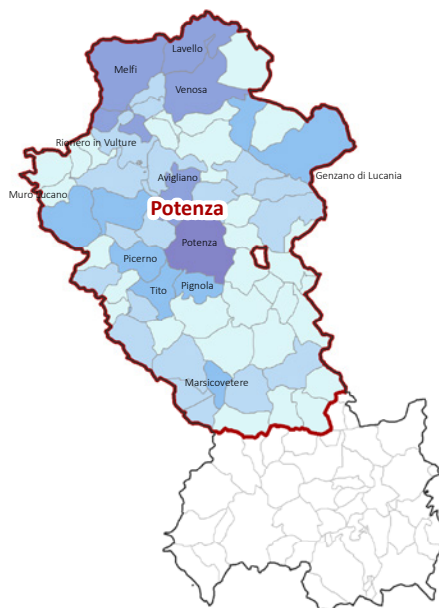 Lavello
Melfi
Venosa
Rionero in Vulture
Genzano di Lucania
Avigliano
Muro Lucano
Potenza
Potenza
Picerno
Tito
Pignola
Marsicovetere